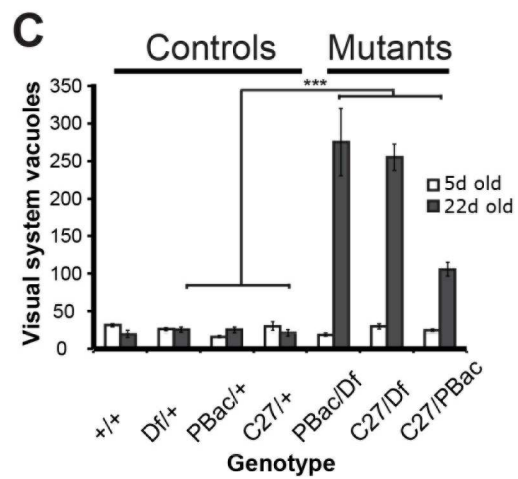 C
Controls Mutants
***
350
300
250
200
150
100
50
0
Visual system vacuoles
5d old
22d old
+/+
Df/+
PBac/+
C27/+
PBac/Df
C27/Df
C27/PBac
Genotype